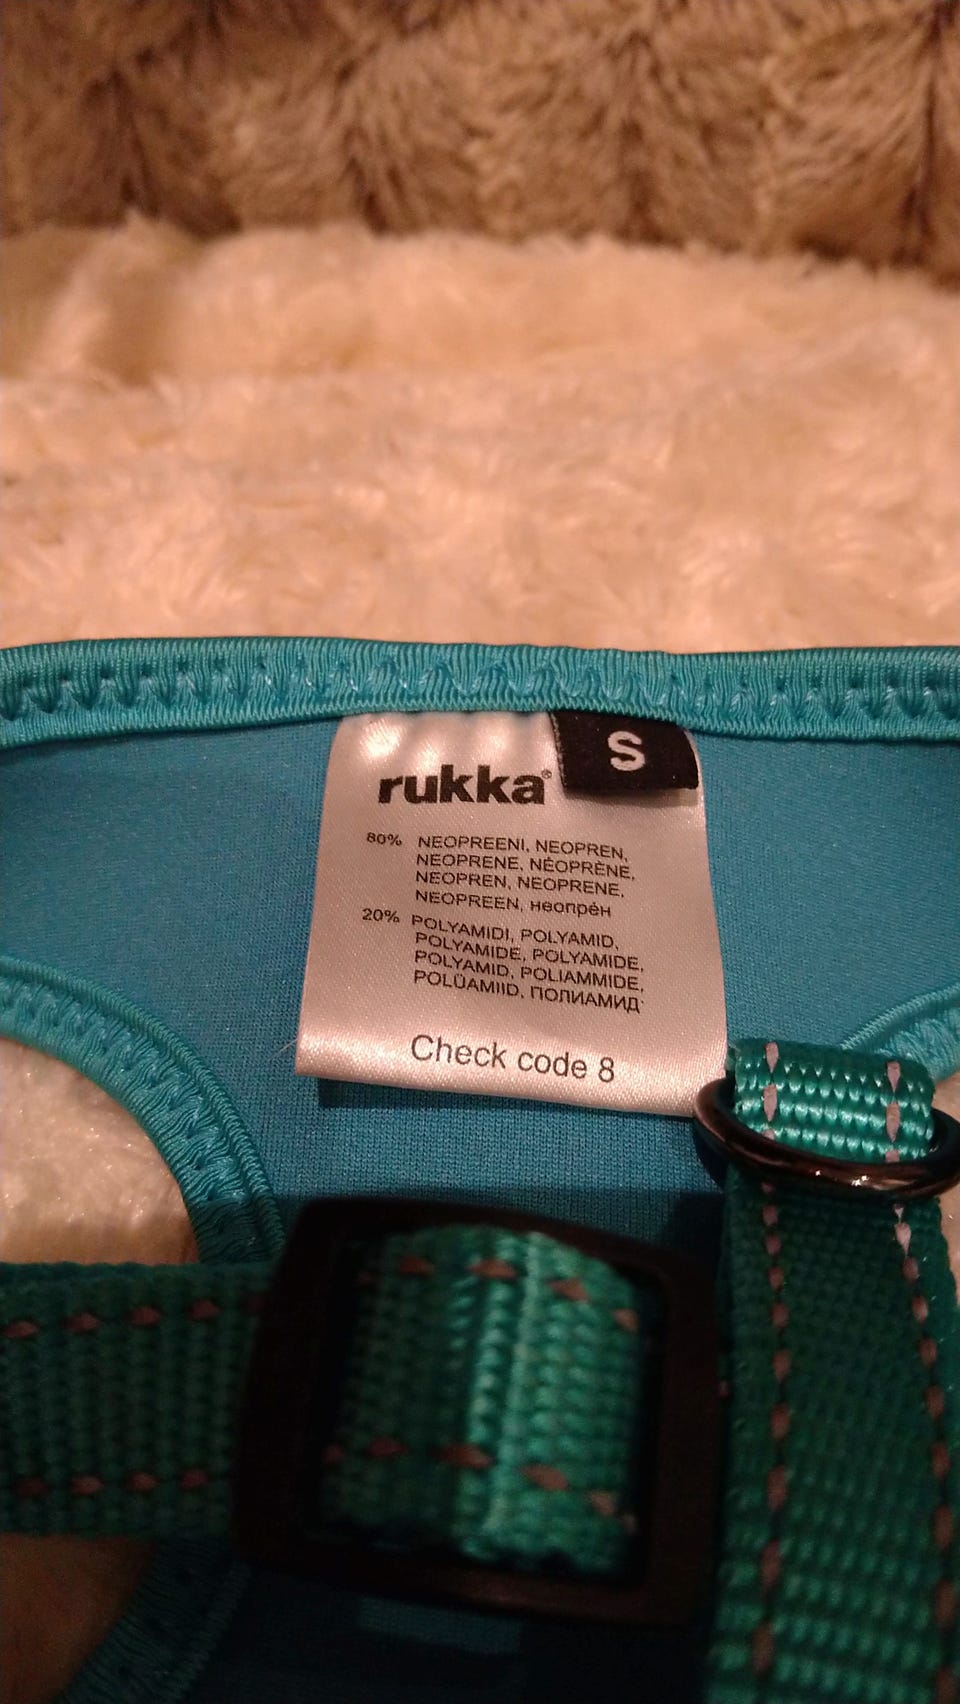 S
rukka®
80% NEOPREENI, NEOPREN,
NEOPRENE, NÉOPRÈNE,
NEOPREN, NEOPRENE,
NEOPREEN, неопрéн
20% POLYAMIDI, POLYAMID,
POLYAMIDE, POLYAMIDE,
POLYAMID, POLIAMMIDE,
POLÜAMIID, ПОЛИАМИД
Check code 8